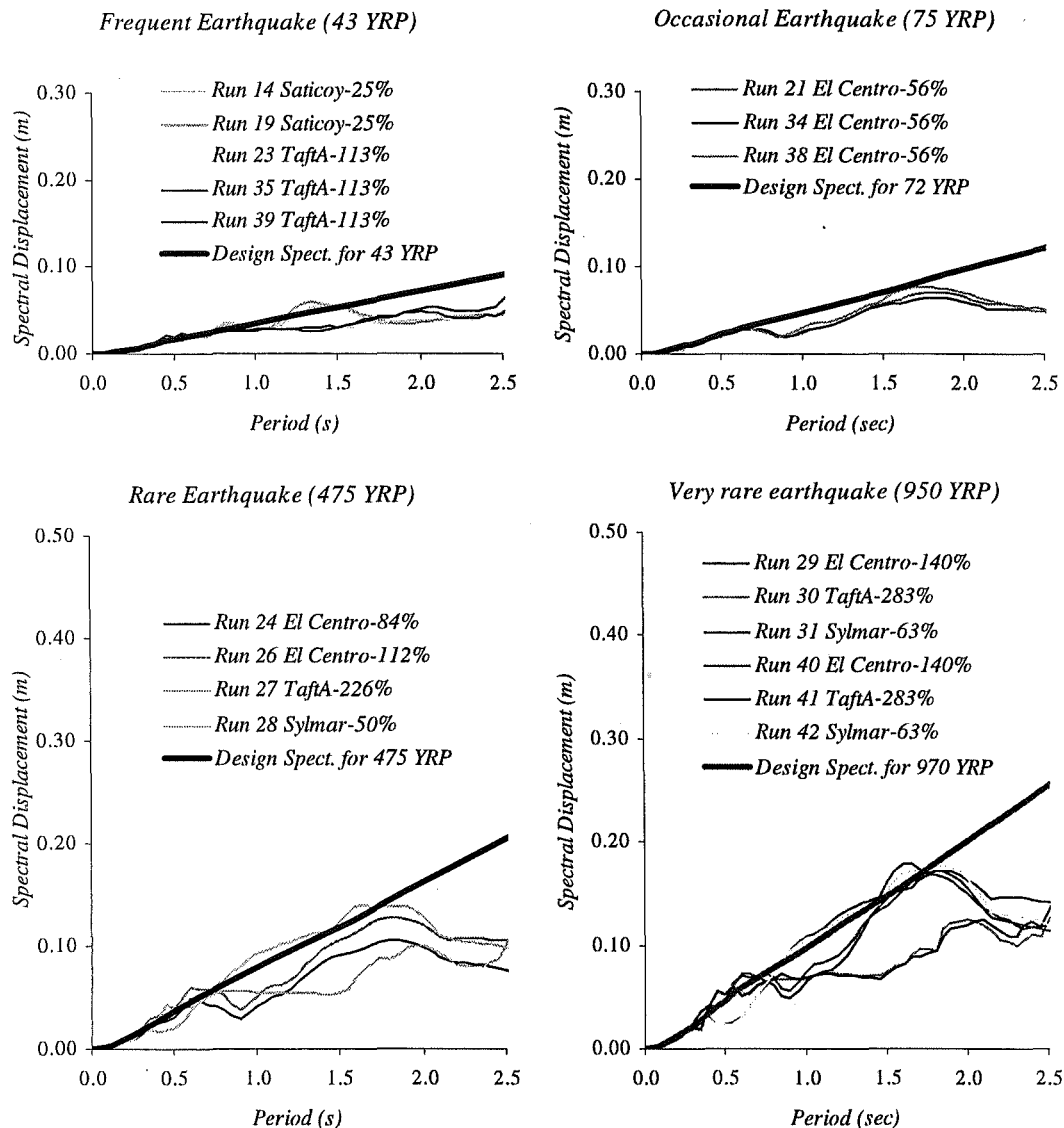 Frequent Earthquake (43 YRP)
Spectral Displacement (m)
0.30
0.20
0.10
0.00
Run 14 Saticoy-25%
Run 19 Saticoy-25%
Run 23 TaftA-113%
Run 35 TaftA-113%
Run 39 TaftA-113%
Design Spect. for 43 YRP
0.0 0.5 1.0 1.5 2.0 2.5
Period (s)
Occasional Earthquake (75 YRP)
Spectral Displacement (m)
0.30
0.20
0.10
0.00
Run 21 El Centro-56%
Run 34 El Centro-56%
Run 38 El Centro-56%
Design Spect. for 72 YRP
0.0 0.5 1.0 1.5 2.0 2.5
Period (sec)
Rare Earthquake (475 YRP)
Spectral Displacement (m)
0.50
0.40
0.30
0.20
0.10
0.00
Run 24 El Centro-84%
Run 26 El Centro-112%
Run 27 TaftA-226%
Run 28 Sylmar-50%
Design Spect. for 475 YRP
0.0 0.5 1.0 1.5 2.0 2.5
Period (s)
Very rare earthquake (950 YRP)
Spectral Displacement (m)
0.50
0.40
0.30
0.20
0.10
0.00
Run 29 El Centro-140%
Run 30 TaftA-283%
Run 31 Sylmar-63%
Run 40 El Centro-140%
Run 41 TaftA-283%
Run 42 Sylmar-63%
Design Spect. for 970 YRP
0.0 0.5 1.0 1.5 2.0 2.5
Period (sec)